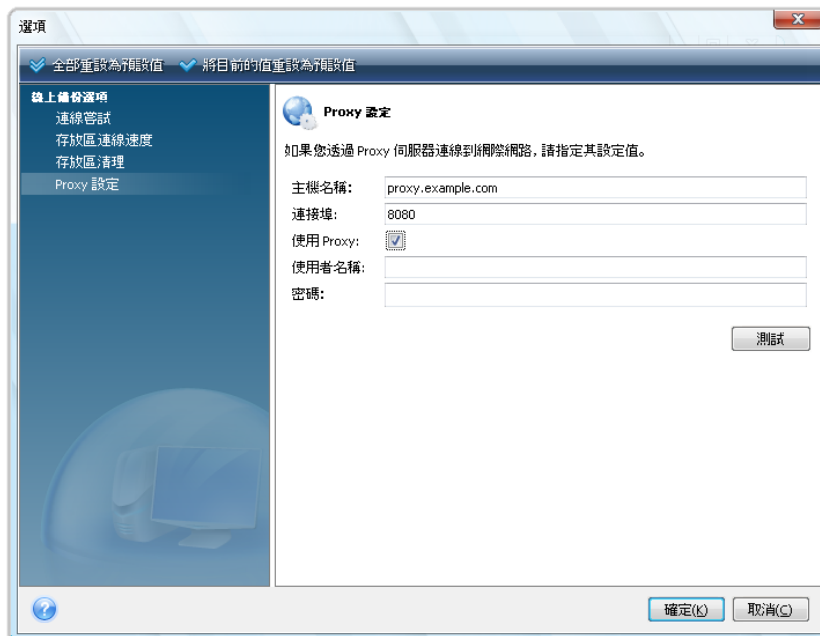 選項
全部重設為預設值 將目前的值重設為預設值
線上備份選項
連線嘗試
存放區連線速度
存放區清理
Proxy 設定
Proxy 設定
如果您透過 Proxy 伺服器連線到網際網路, 請指定其設定值。
主機名稱: proxy.example.com
連接埠: 8080
使用 Proxy:
使用者名稱:
密碼:
測試
確定(K) 取消(C)